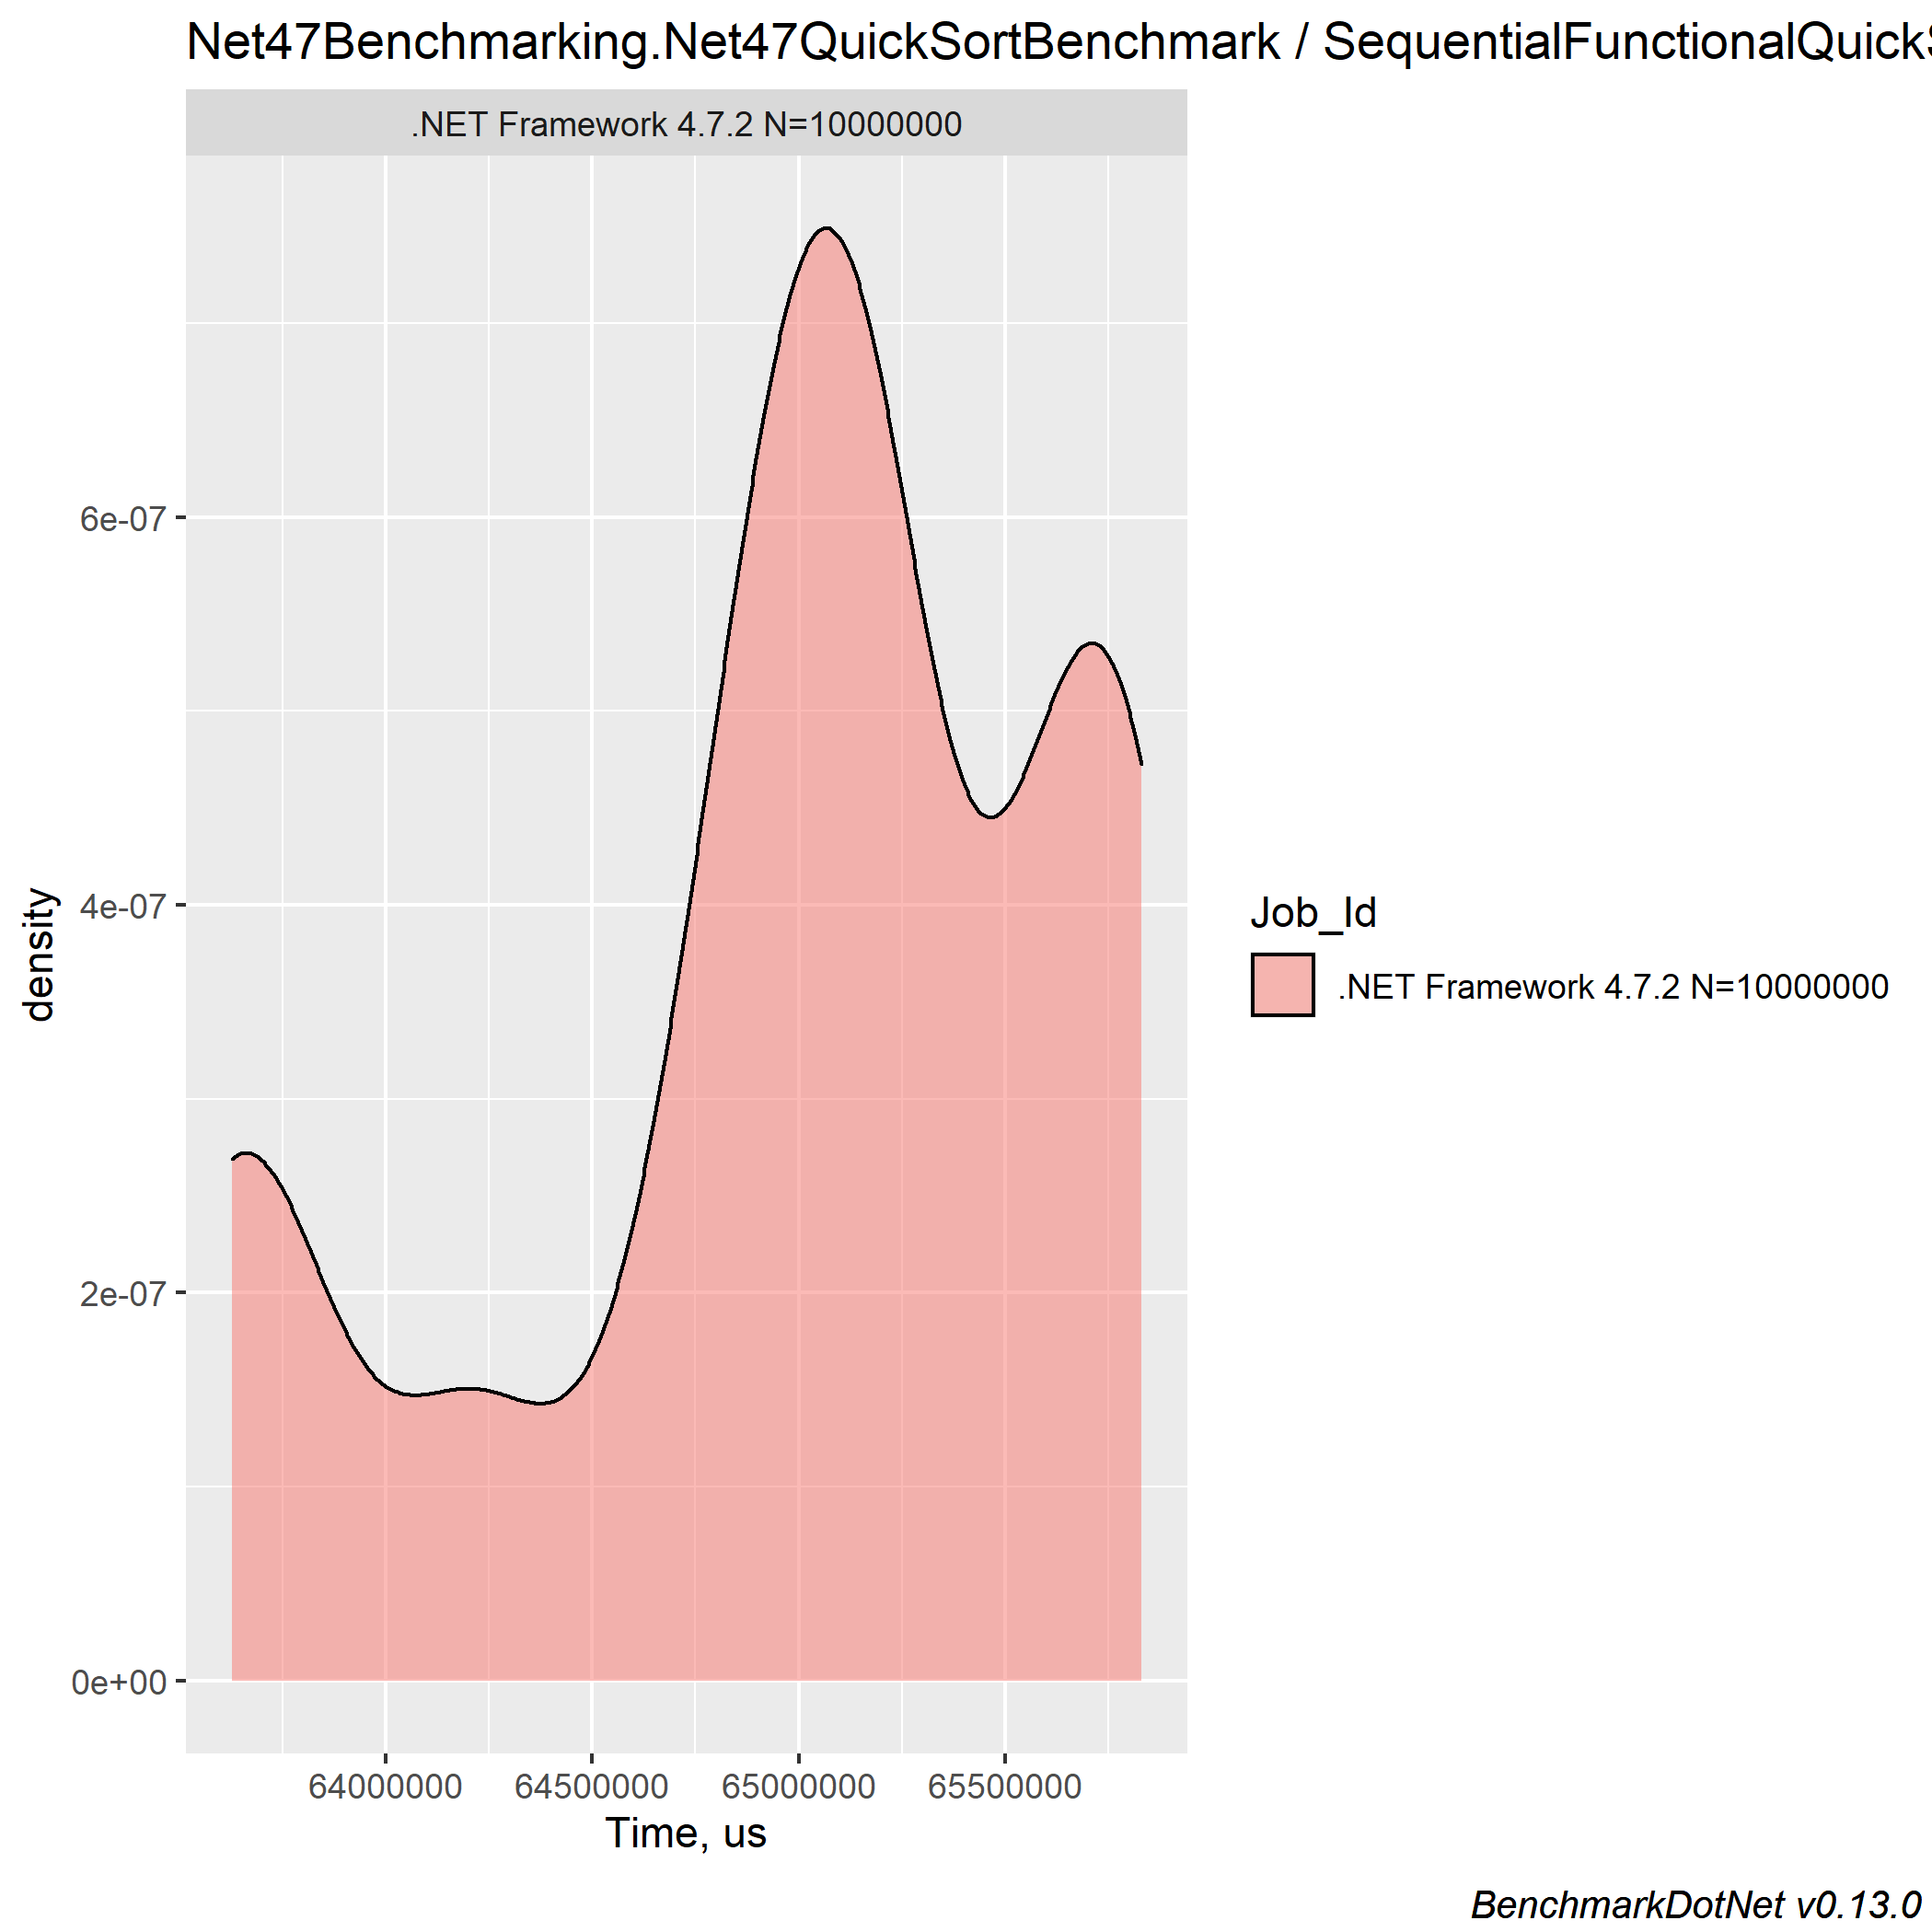 Net47Benchmarking.Net47QuickSortBenchmark / SequentialFunctionalQuick
.NET Framework 4.7.2 N=10000000
6e-07
4e-07
2e-07
0e+00
density
64000000 64500000 65000000 65500000
Time, us
Job_Id
.NET Framework 4.7.2 N=10000000
BenchmarkDotNet v0.13.0